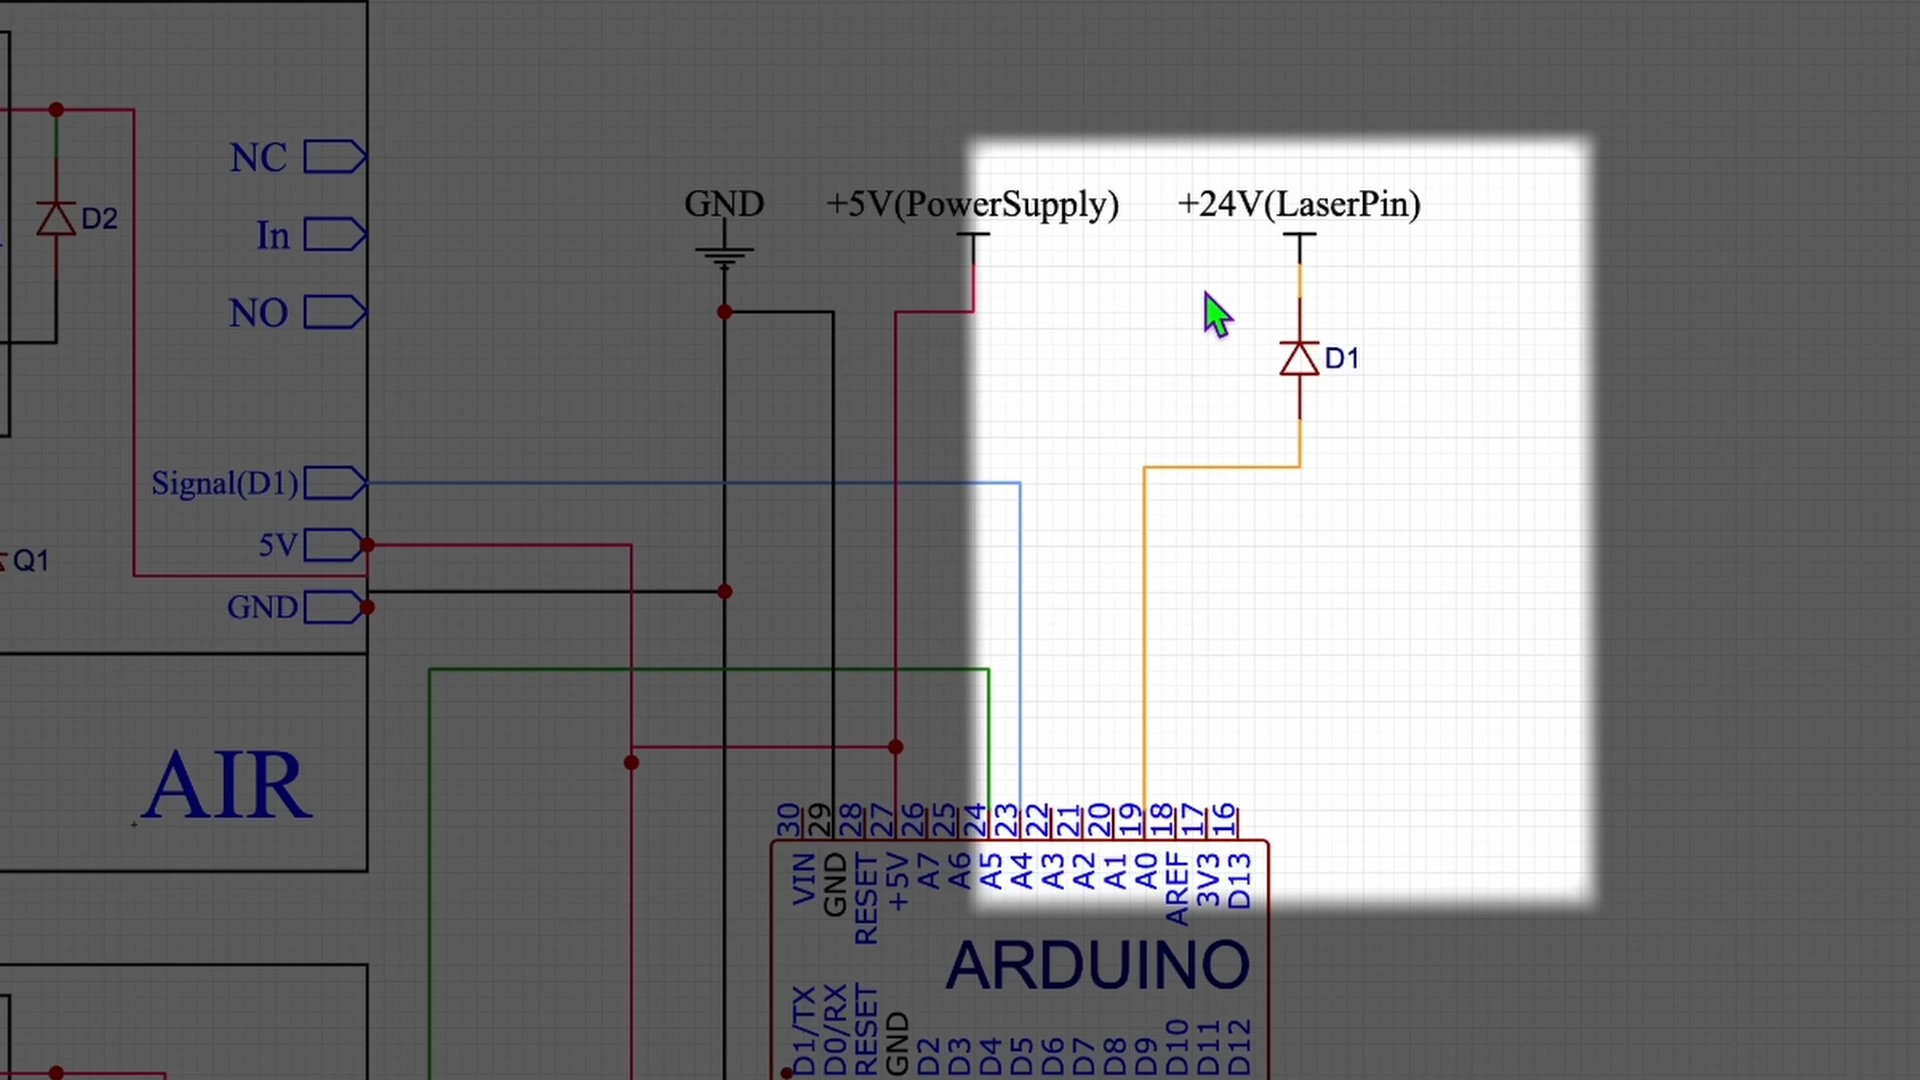 NC
In
NO
D2
GND
+5V(PowerSupply)
+24V(LaserPin)
D1
Signal(D1)
5V
GND
Q1
AIR
30 29 28 27 26 25 24 23 22 21 20 19 18 17 16
VIN GND RESET +5V A7 A6 A5 A4 A3 A2 A1 A0 AREF 3V3 D13
ARDUINO
D1/TX D0/RX RESET GND D2 D3 D4 D5 D6 D7 D8 D9 D10 D11 D12